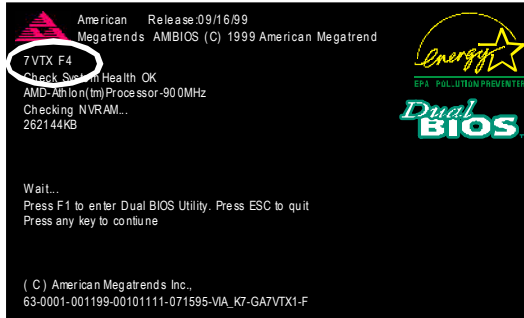 American Release:09/16/99
Megatrends AMIBIOS (C) 1999 American Megatrend
7VTX F4
Check System Health OK
AMD-Athlon(tm)Processor-900MHz
Checking NVRAM...
262144KB
energy
EPA POLLUTION PREVENTER
Dual
BIOS
Wait...
Press F1 to enter Dual BIOS Utility. Press ESC to quit
Press any key to contiune
( C ) American Megatrends Inc.,
63-0001-001199-00101111-071595-VIA_K7-GA7VTX1-F